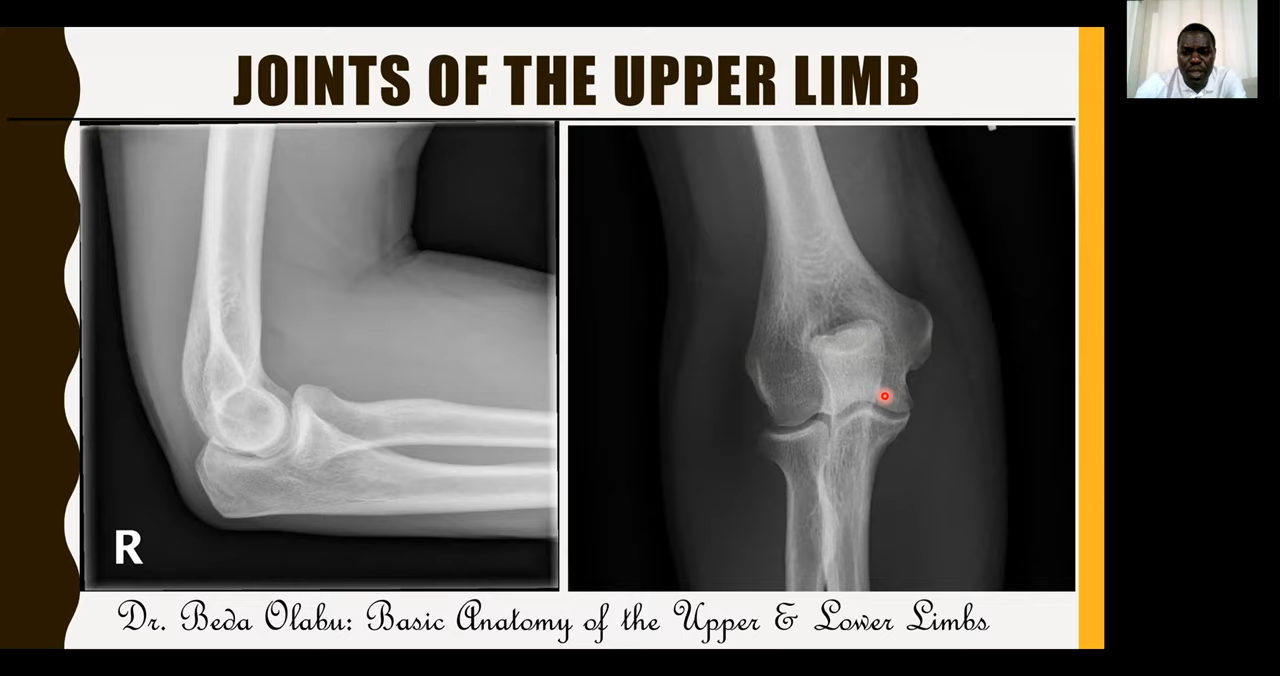 JOINTS OF THE UPPER LIMB
R
Dr. Beda Olabu: Basic Anatomy of the Upper & Lower Limbs